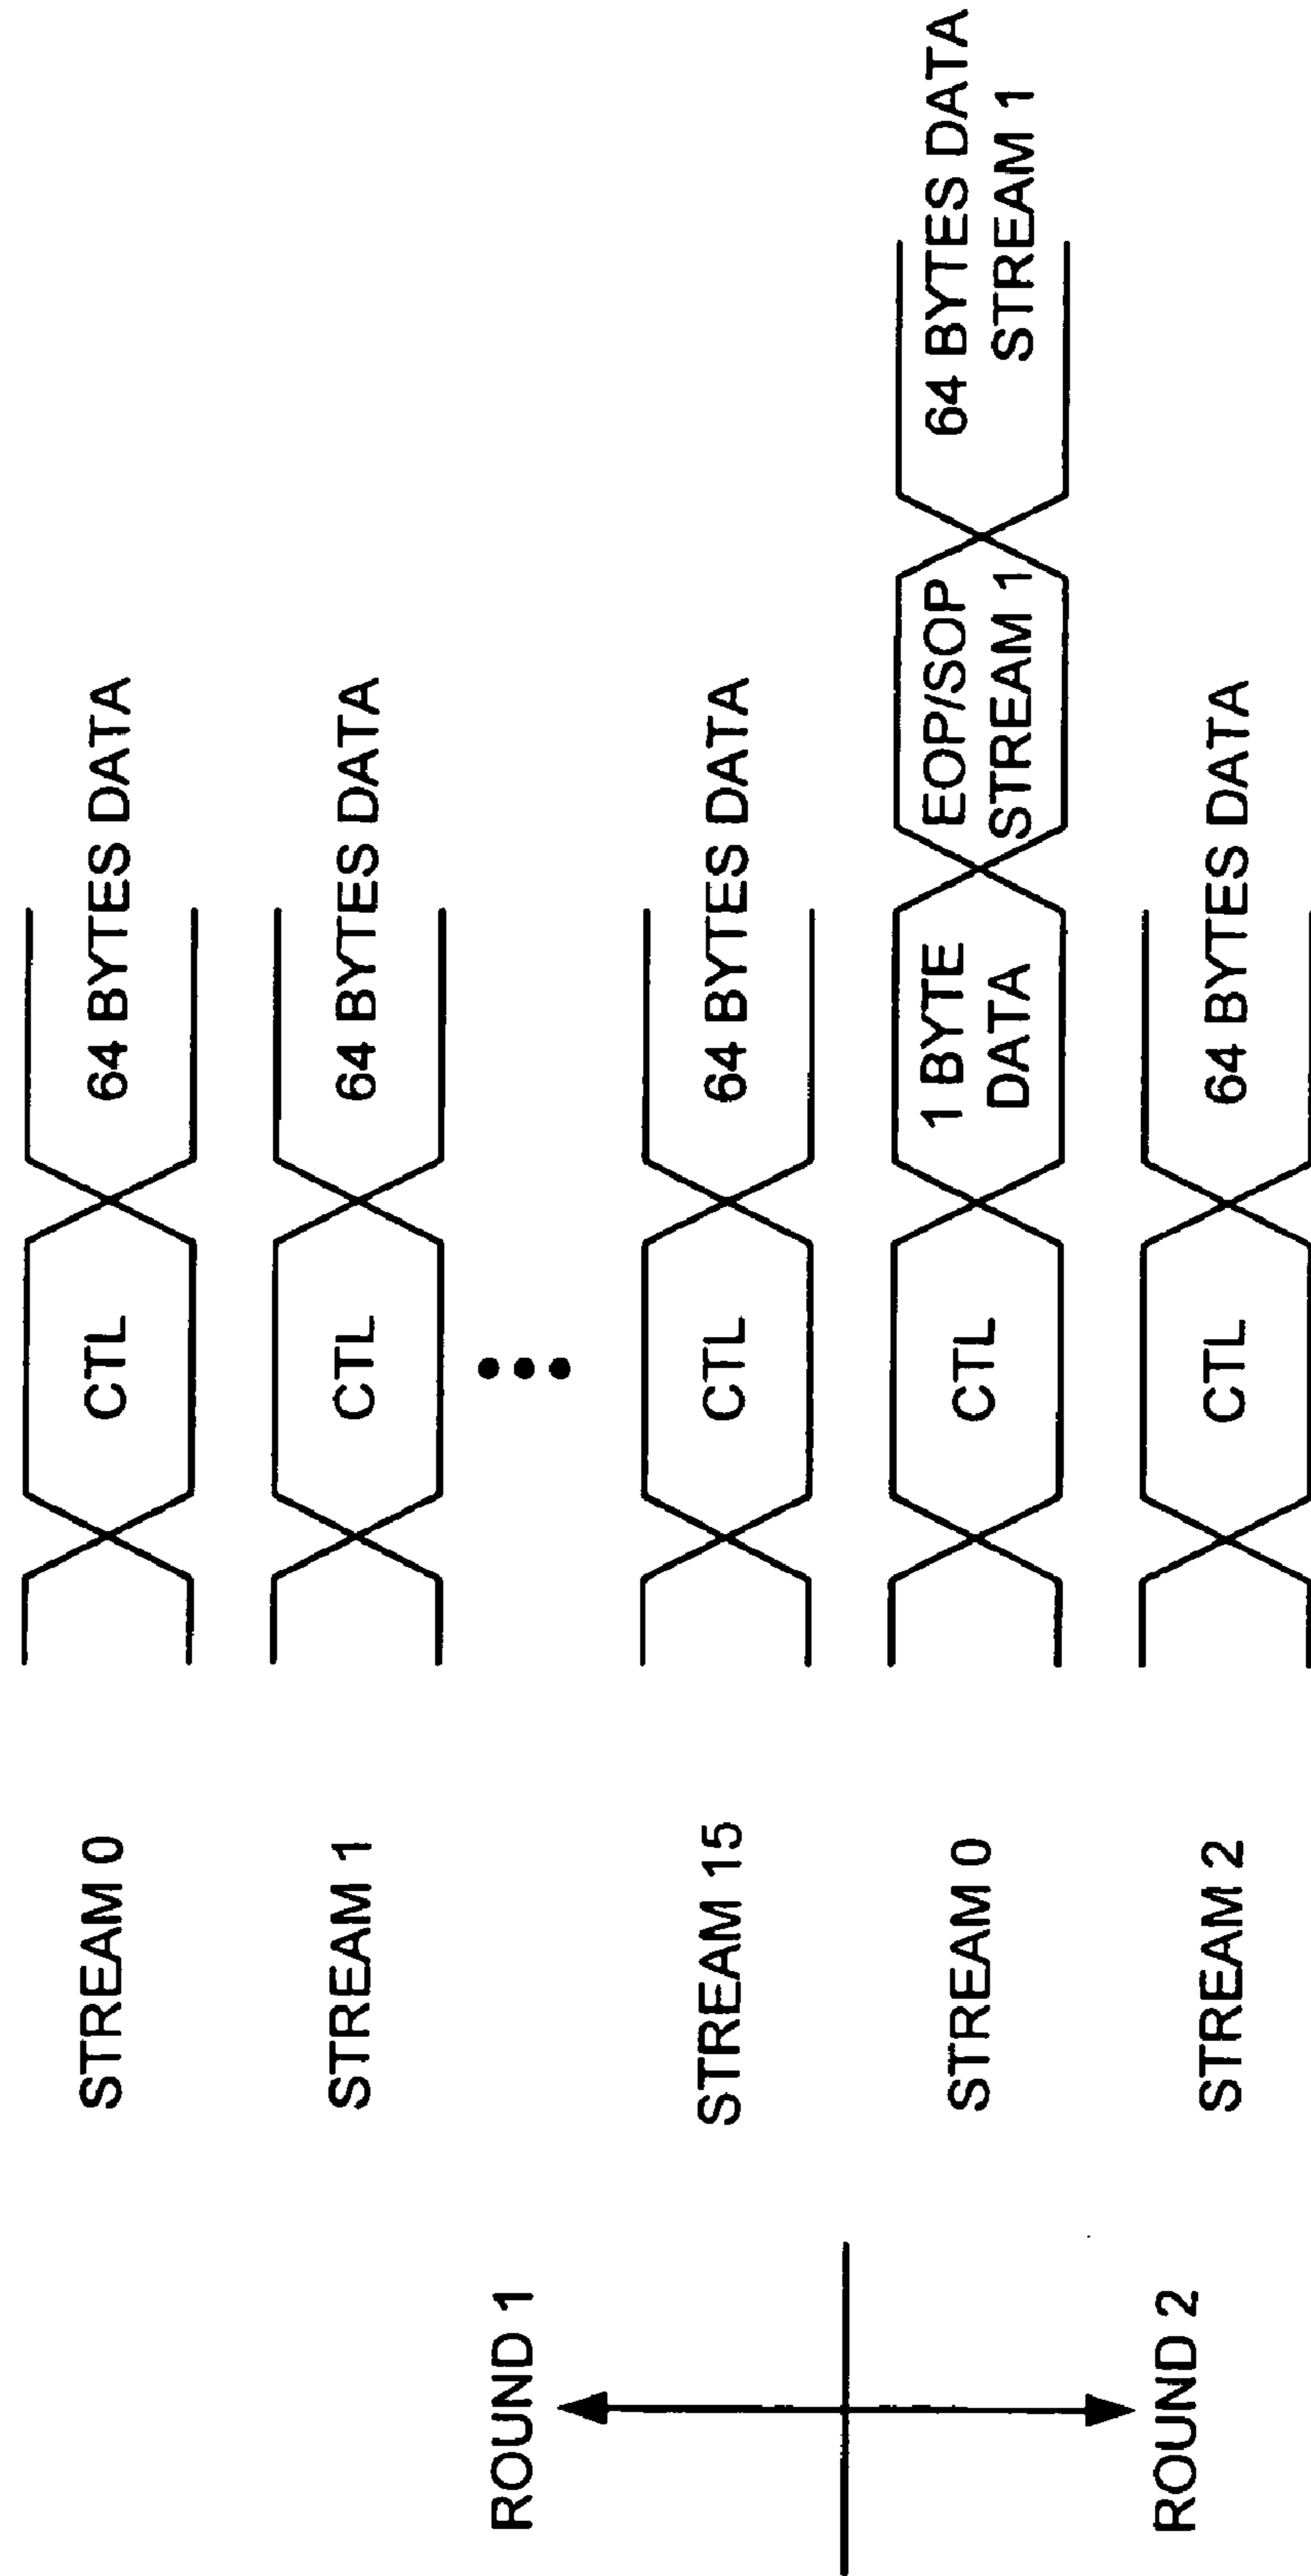 STREAM 0
CTL
64 BYTES DATA
STREAM 1
CTL
64 BYTES DATA
ROUND 1
STREAM 15
CTL
64 BYTES DATA
STREAM 0
CTL
1 BYTE
DATA
EOP/SOP
STREAM 1
64 BYTES DATA
STREAM 1
ROUND 2
STREAM 2
CTL
64 BYTES DATA